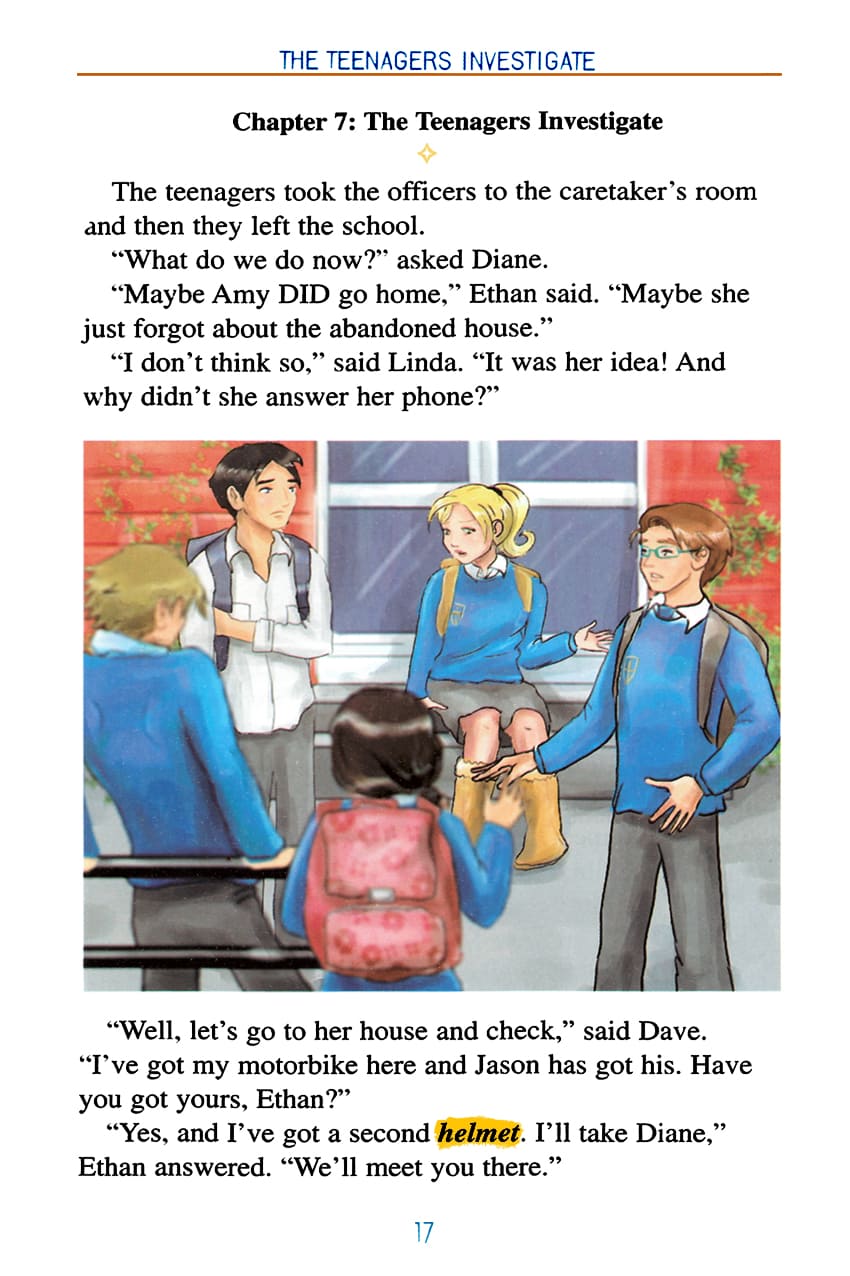 THE TEENAGERS INVESTIGATE
Chapter 7: The Teenagers Investigate
The teenagers took the officers to the caretaker’s room
and then they left the school.
“What do we do now?” asked Diane.
“Maybe Amy DID go home,” Ethan said. “Maybe she
just forgot about the abandoned house.”
“I don’t think so,” said Linda. “It was her idea! And
why didn’t she answer her phone?”
“Well, let’s go to her house and check,” said Dave.
“I’ve got my motorbike here and Jason has got his. Have
you got yours, Ethan?”
“Yes, and I’ve got a second helmet. I’ll take Diane,”
Ethan answered. “We’ll meet you there.”
17